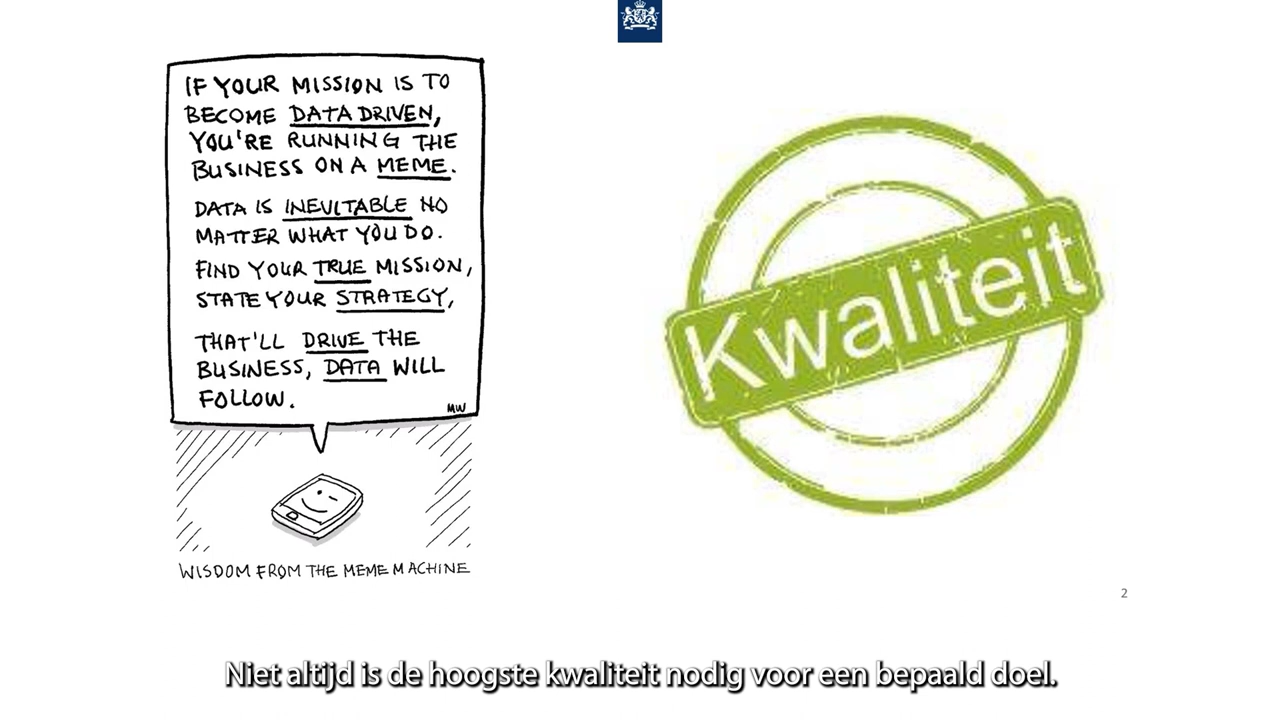 IF YOUR MISSION IS TO
BECOME DATA DRIVEN,
YOU'RE RUNNING THE
BUSINESS ON A MEME.
DATA IS INEVITABLE NO
MATTER WHAT YOU DO.
FIND YOUR TRUE MISSION,
STATE YOUR STRATEGY,
THAT'LL DRIVE THE
BUSINESS, DATA WILL
FOLLOW.
MW
WISDOM FROM THE MEME MACHINE
Kwaliteit
2
Niet altijd is de hoogste kwaliteit nodig voor een bepaald doel.